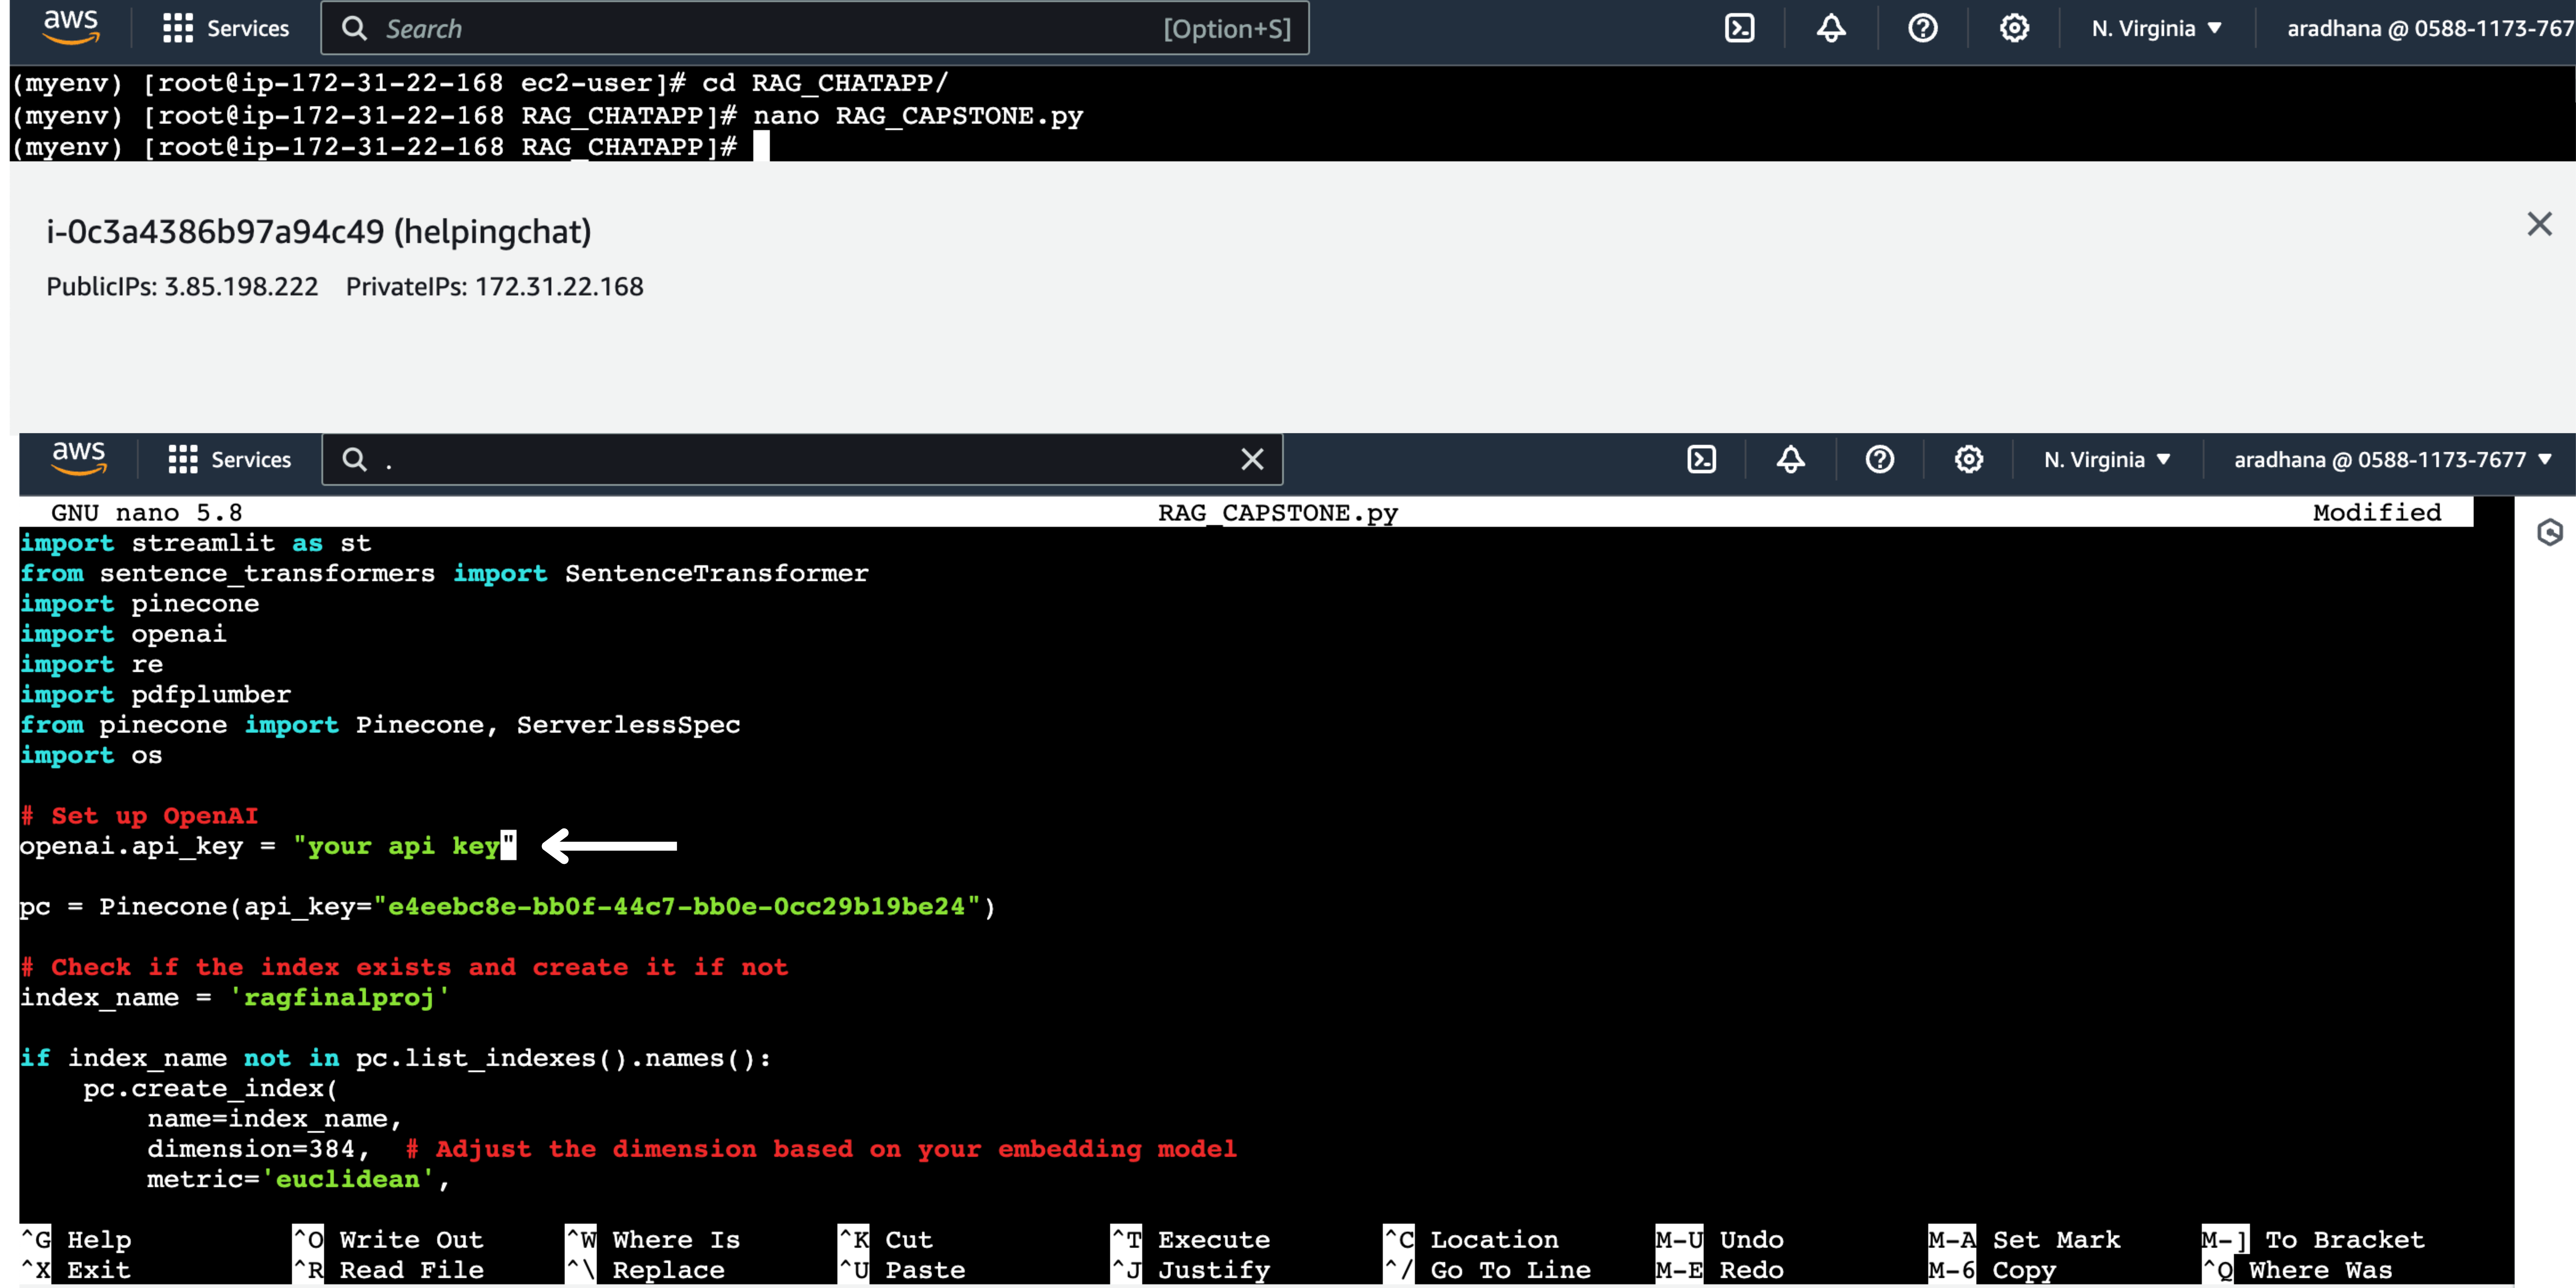 aws Services Search [Option+S] N. Virginia ▼ aradhana @ 0588-1173-767
(myenv) [root@ip-172-31-22-168 ec2-user]# cd RAG_CHATAPP/
(myenv) [root@ip-172-31-22-168 RAG_CHATAPP]# nano RAG_CAPSTONE.py
(myenv) [root@ip-172-31-22-168 RAG_CHATAPP]#
i-0c3a4386b97a94c49 (helpingchat)
PublicIPs: 3.85.198.222 PrivateIPs: 172.31.22.168
aws Services . N. Virginia ▼ aradhana @ 0588-1173-7677 ▼
GNU nano 5.8 RAG_CAPSTONE.py Modified
import streamlit as st
from sentence_transformers import SentenceTransformer
import pinecone
import openai
import re
import pdfplumber
from pinecone import Pinecone, ServerlessSpec
import os
# Set up OpenAI
openai.api_key = "your api key"
pc = Pinecone(api_key="e4eebc8e-bb0f-44c7-bb0e-0cc29b19be24")
# Check if the index exists and create it if not
index_name = 'ragfinalproj'
if index_name not in pc.list_indexes().names():
    pc.create_index(
        name=index_name,
        dimension=384,  # Adjust the dimension based on your embedding model
        metric='euclidean',
^G Help ^O Write Out ^W Where Is ^K Cut ^T Execute ^C Location M-U Undo M-A Set Mark M-] To Bracket
^X Exit ^R Read File ^\ Replace ^U Paste ^J Justify ^/ Go To Line M-E Redo M-6 Copy ^Q Where Was